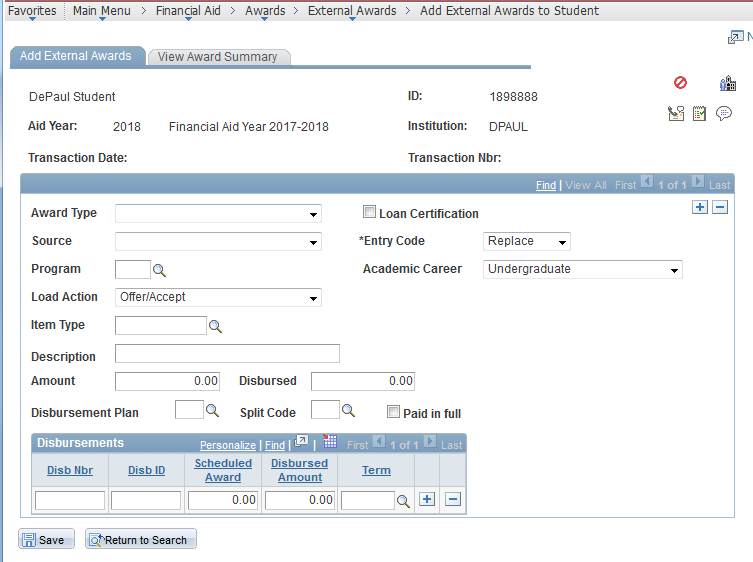 Favorites Main Menu > Financial Aid > Awards > External Awards > Add External Awards to Student
N
Add External Awards View Award Summary
DePaul Student ID: 1898888
Aid Year: 2018 Financial Aid Year 2017-2018 Institution: DPAUL
Transaction Date: Transaction Nbr:
Find | View All First 1 of 1 Last
Award Type Loan Certification
Source *Entry Code Replace
Program Academic Career Undergraduate
Load Action Offer/Accept
Item Type
Description
Amount 0.00 Disbursed 0.00
Disbursement Plan Split Code Paid in full
Disbursements Personalize | Find | | First 1 of 1 Last
Disb Nbr Disb ID Scheduled Award Disbursed Amount Term
0.00 0.00
Save Return to Search